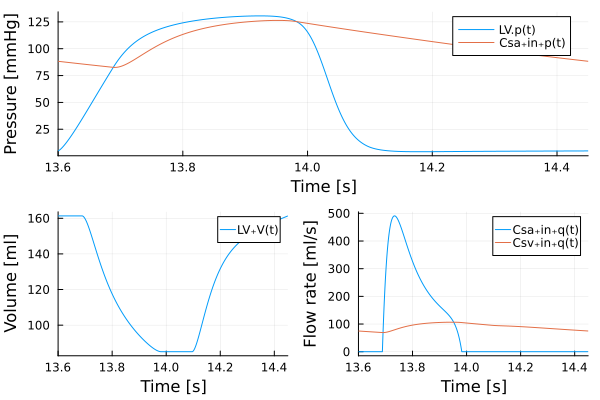 Pressure [mmHg]
125
100
75
50
25
LV.p(t)
Csa₊in₊p(t)
13.6 13.8 14.0 14.2 14.4
Time [s]
Volume [ml]
160
140
120
100
LV₊V(t)
13.6 13.8 14.0 14.2 14.4
Time [s]
Flow rate [ml/s]
500
400
300
200
100
0
Csa₊in₊q(t)
Csv₊in₊q(t)
13.6 13.8 14.0 14.2 14.4
Time [s]